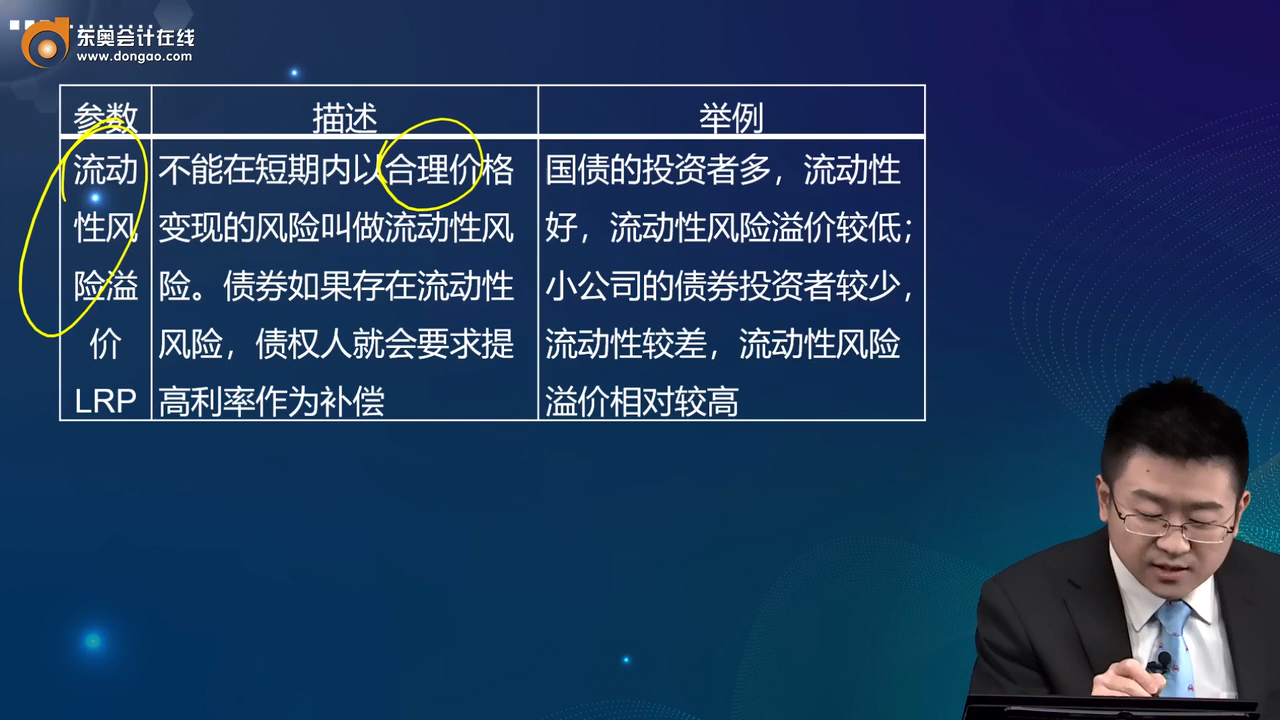 东奥会计在线
www.dongao.com
参数 描述 举例
流动 不能在短期内以合理价格 国债的投资者多，流动性
性风 变现的风险叫做流动性风 好，流动性风险溢价较低；
险溢 险。债券如果存在流动性 小公司的债券投资者较少，
价 风险，债权人就会要求提 流动性较差，流动性风险
LRP 高利率作为补偿 溢价相对较高